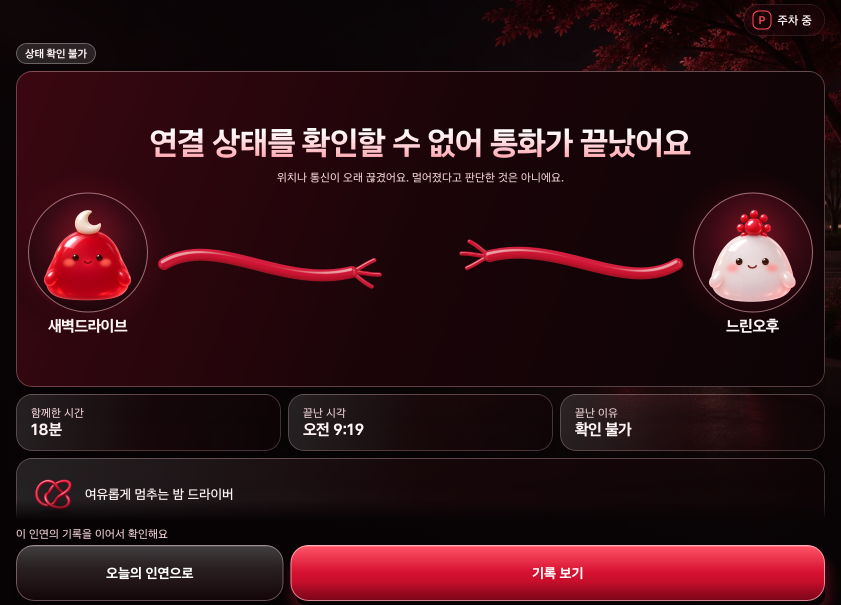 P 주차 중
상태 확인 불가
연결 상태를 확인할 수 없어 통화가 끝났어요
위치나 통신이 오래 끊겼어요. 멀어졌다고 판단한 것은 아니에요.
새벽드라이브
느린오후
함께한 시간
18분
끝난 시각
오전 9:19
끝난 이유
확인 불가
여유롭게 멈추는 밤 드라이버
이 인연의 기록을 이어서 확인해요
오늘의 인연으로
기록 보기